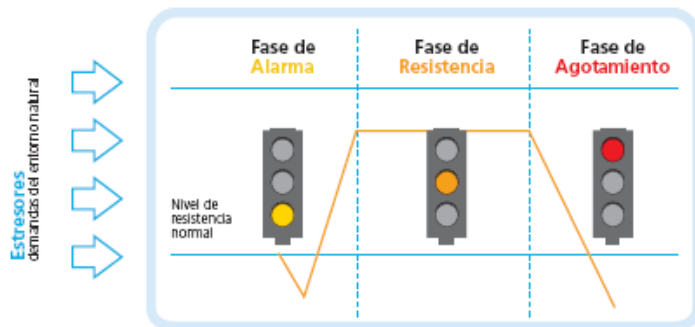 Estresores
demandas del entorno natural
Fase de
Alarma
Fase de
Resistencia
Fase de
Agotamiento
Nivel de
resistencia
normal